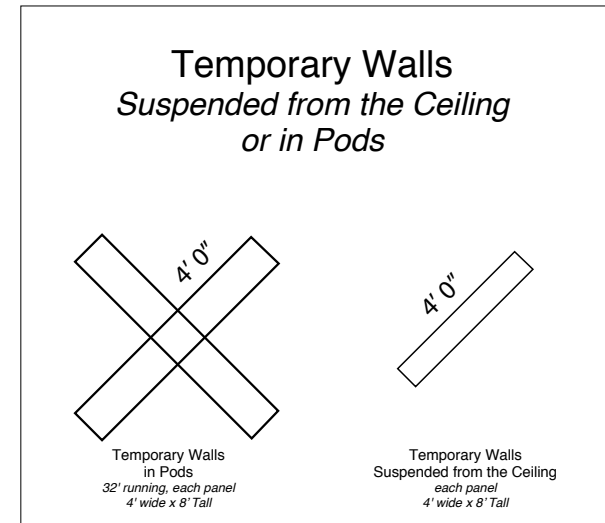 Temporary Walls
Suspended from the Ceiling
or in Pods
4' 0"
4' 0"
Temporary Walls
in Pods
32' running, each panel
4' wide x 8' Tall
Temporary Walls
Suspended from the Ceiling
each panel
4' wide x 8' Tall